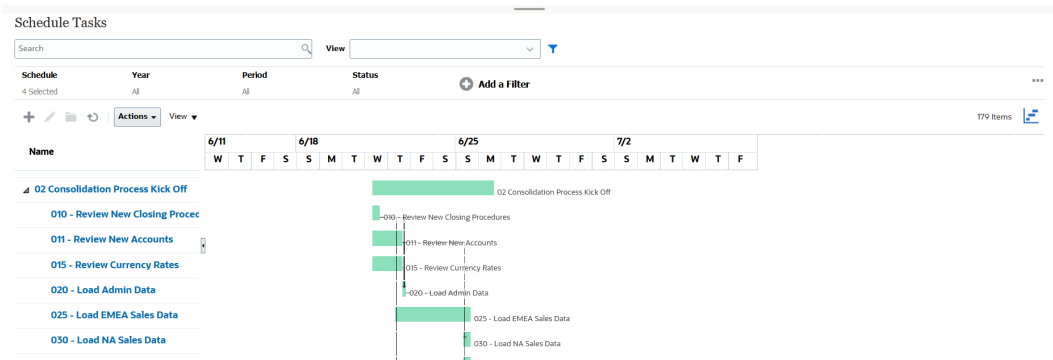 Schedule Tasks
Search View
Schedule Year Period Status
4 Selected All All All
Add a Filter
Actions View 179 Items
Name
6/11 6/18 6/25 7/2
W T F S S M T W T F S S M T W T F S S M T W T F
02 Consolidation Process Kick Off 02 Consolidation Process Kick Off
010 - Review New Closing Proced 010 - Review New Closing Procedures
011 - Review New Accounts 011 - Review New Accounts
015 - Review Currency Rates 015 - Review Currency Rates
020 - Load Admin Data 020 - Load Admin Data
025 - Load EMEA Sales Data 025 - Load EMEA Sales Data
030 - Load NA Sales Data 030 - Load NA Sales Data